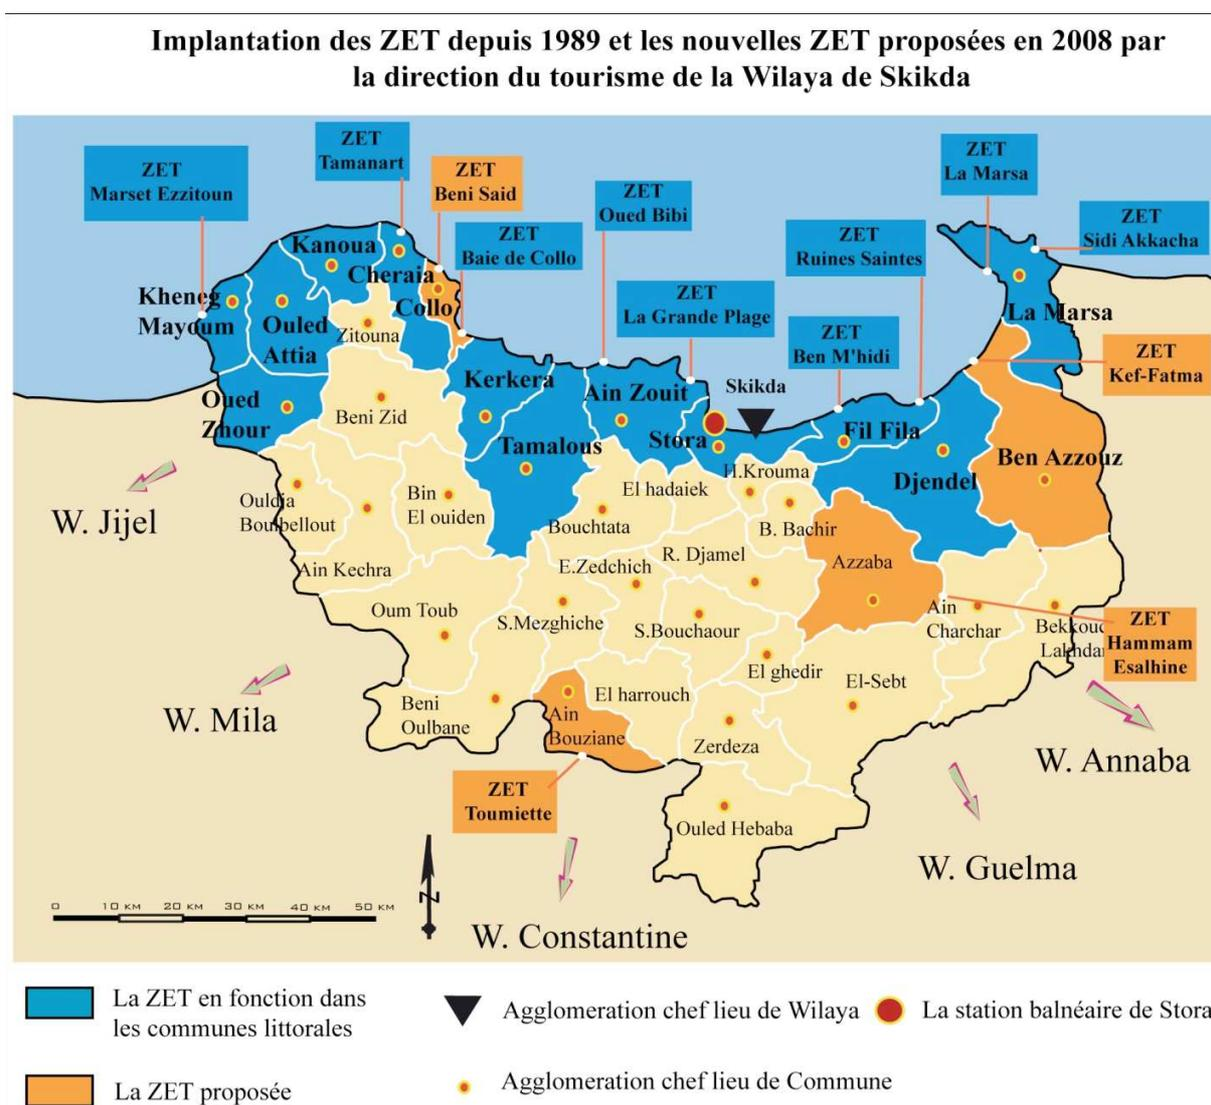 Implantation des ZET depuis 1989 et les nouvelles ZET proposées en 2008 par
la direction du tourisme de la Wilaya de Skikda
ZET
Marset Ezzitoun
ZET
Tamanart
ZET
Beni Said
ZET
Baie de Collo
ZET
Oued Bibi
ZET
La Grande Plage
ZET
Ruines Saintes
ZET
Ben M'hidi
ZET
La Marsa
ZET
Sidi Akkacha
ZET
Kef-Fatma
Kanoua
Cheraia
Kheneg
Mayoum
Ouled
Attia
Zitouna
Collo
La Marsa
Oued
Zhour
Beni Zid
Kerkera
Ain Zouit
Skikda
Stora
Tamalous
Fil Fila
Djendel
Ben Azzouz
H.Krouma
El hadaiek
Ouldja
Boulbellout
Bin
El ouiden
Bouchtata
B. Bachir
W. Jijel
Ain Kechra
E.Zedchich
R. Djamel
Azzaba
Oum Toub
S.Mezghiche
S.Bouchaour
Ain
Charchar
Bekkouc
Lakhdar
ZET
Hammam
Esalhine
El ghedir
El-Sebt
W. Mila
Beni
Oulbane
El harrouch
Ain
Bouziane
Zerdeza
W. Annaba
ZET
Toumiette
Ouled Hebaba
W. Guelma
N
0 10 KM 20 KM 30 KM 40 KM 50 KM
W. Constantine
La ZET en fonction dans
les communes littorales
Agglomeration chef lieu de Wilaya
La station balnéaire de Stora
La ZET proposée
Agglomeration chef lieu de Commune